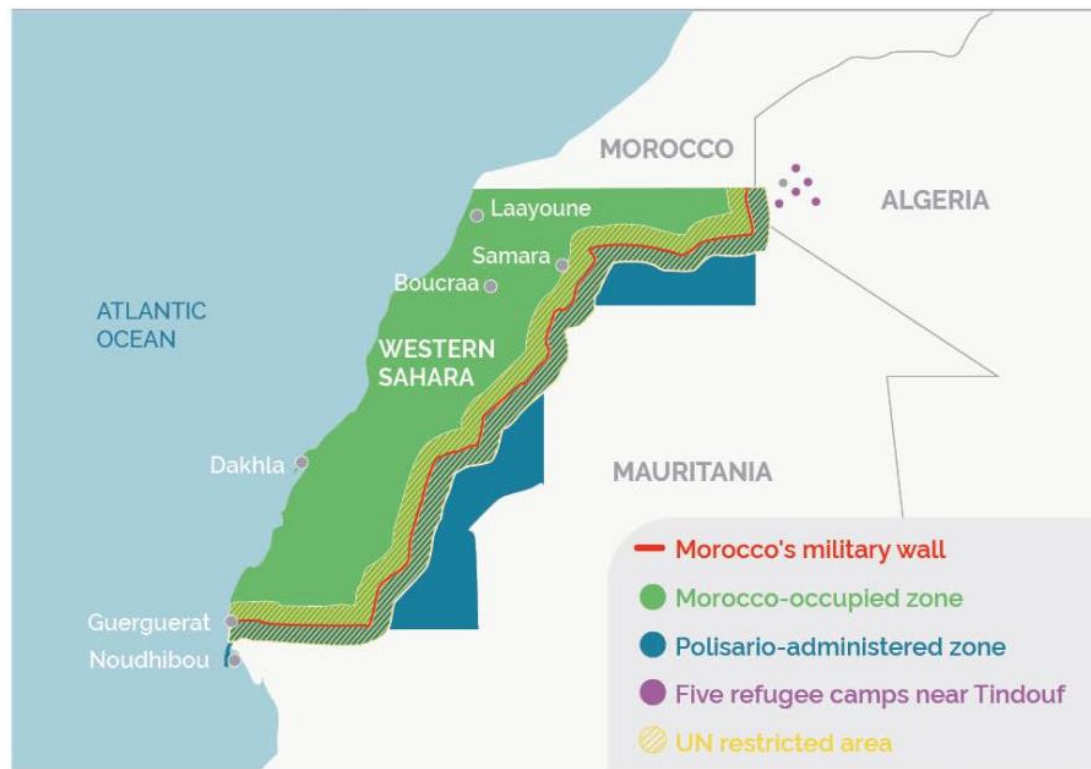 MOROCCO
ALGERIA
Laayoune
Samara
Boucraa
ATLANTIC
OCEAN
WESTERN
SAHARA
Dakhla
MAURITANIA
Guerguerat
Noudhibou
Morocco's military wall
Morocco-occupied zone
Polisario-administered zone
Five refugee camps near Tindouf
UN restricted area